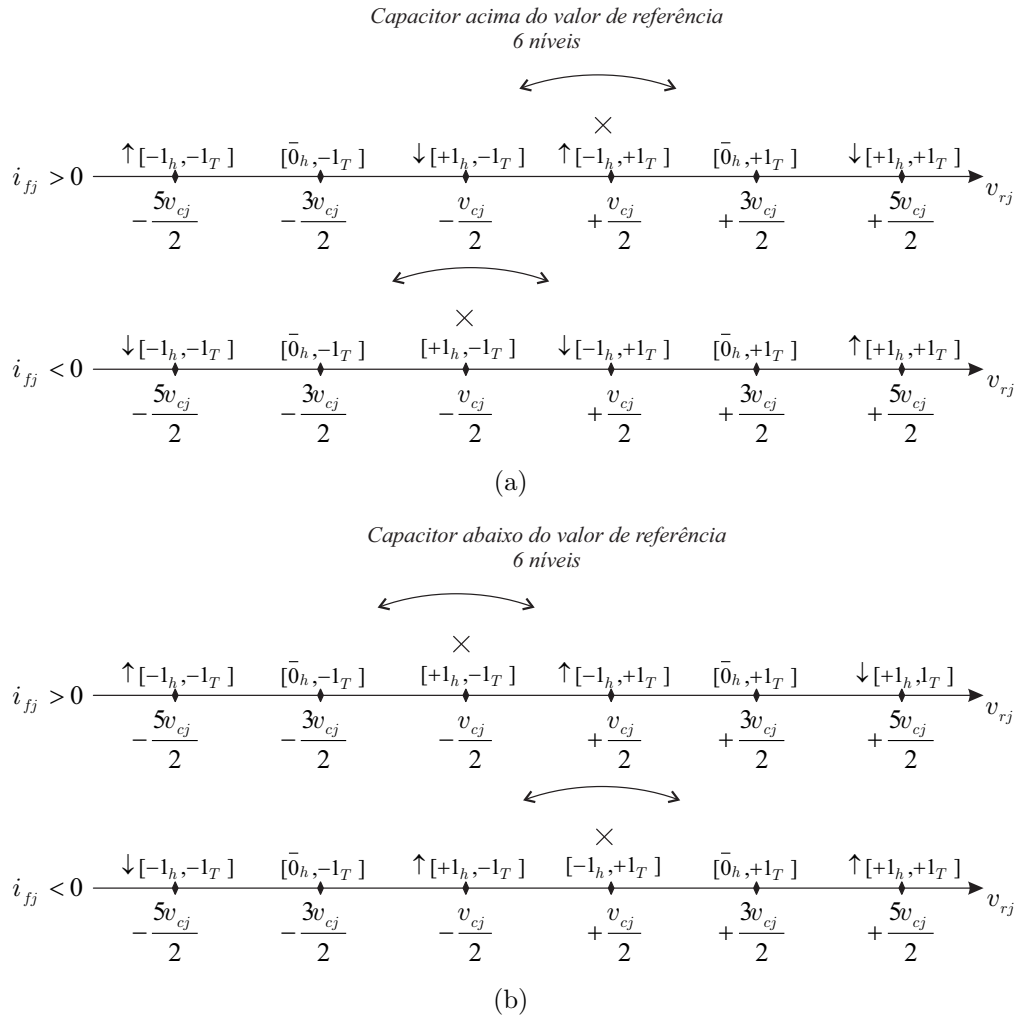 Capacitor acima do valor de referência
6 níveis
×
↑[−1_h,−1_T ] [0̄_h,−1_T ] ↓[+1_h,−1_T ] ↑[−1_h,+1_T ] [0̄_h,+1_T ] ↓[+1_h,+1_T ]
i_fj > 0 v_rj
−5v_cj/2 −3v_cj/2 −v_cj/2 +v_cj/2 +3v_cj/2 +5v_cj/2
×
↓[−1_h,−1_T ] [0̄_h,−1_T ] [+1_h,−1_T ] ↓[−1_h,+1_T ] [0̄_h,+1_T ] ↑[+1_h,+1_T ]
i_fj < 0 v_rj
−5v_cj/2 −3v_cj/2 −v_cj/2 +v_cj/2 +3v_cj/2 +5v_cj/2
(a)
Capacitor abaixo do valor de referência
6 níveis
×
↑[−1_h,−1_T ] [0̄_h,−1_T ] [+1_h,−1_T ] ↑[−1_h,+1_T ] [0̄_h,+1_T ] ↓[+1_h,1_T ]
i_fj > 0 v_rj
−5v_cj/2 −3v_cj/2 −v_cj/2 +v_cj/2 +3v_cj/2 +5v_cj/2
×
↓[−1_h,−1_T ] [0̄_h,−1_T ] ↑[+1_h,−1_T ] [−1_h,+1_T ] [0̄_h,+1_T ] ↑[+1_h,+1_T ]
i_fj < 0 v_rj
−5v_cj/2 −3v_cj/2 −v_cj/2 +v_cj/2 +3v_cj/2 +5v_cj/2
(b)